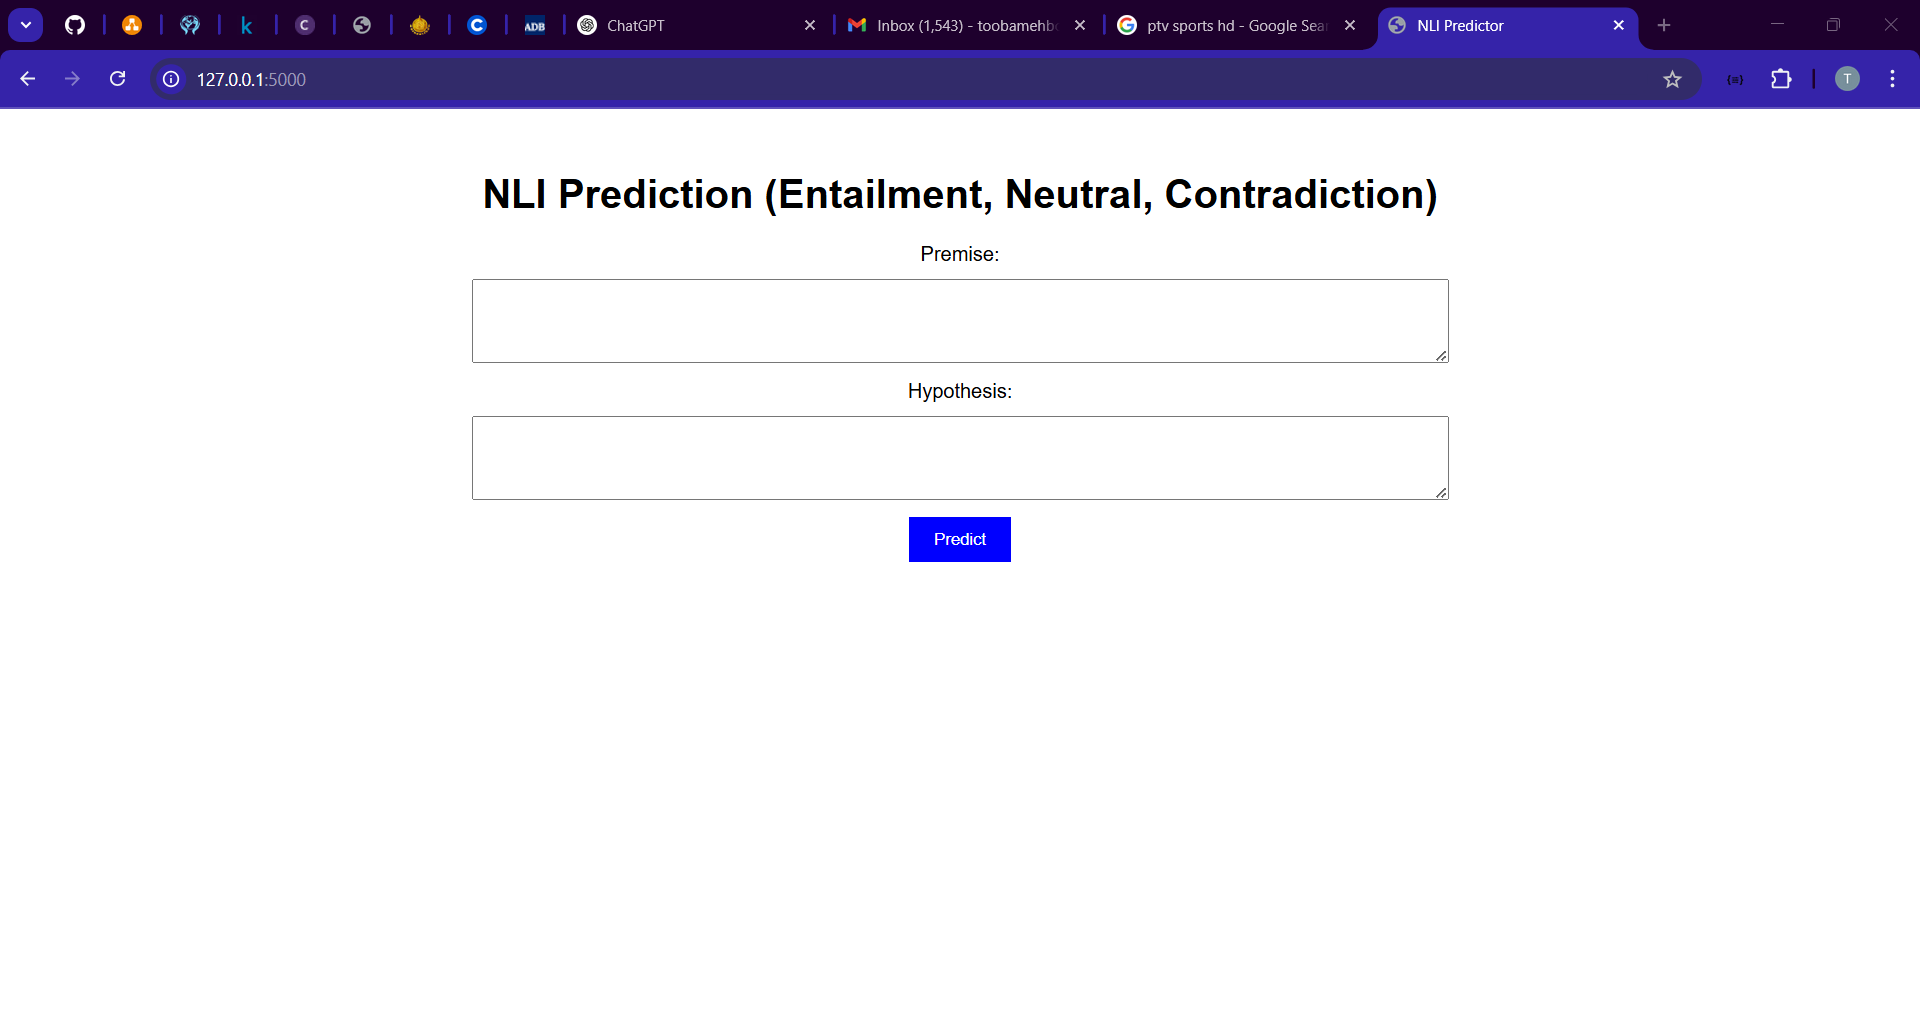 C
ADB
ChatGPT
Inbox (1,543) - toobamehb
ptv sports hd - Google Sear
NLI Predictor
127.0.0.1:5000
T
NLI Prediction (Entailment, Neutral, Contradiction)
Premise:
Hypothesis:
Predict